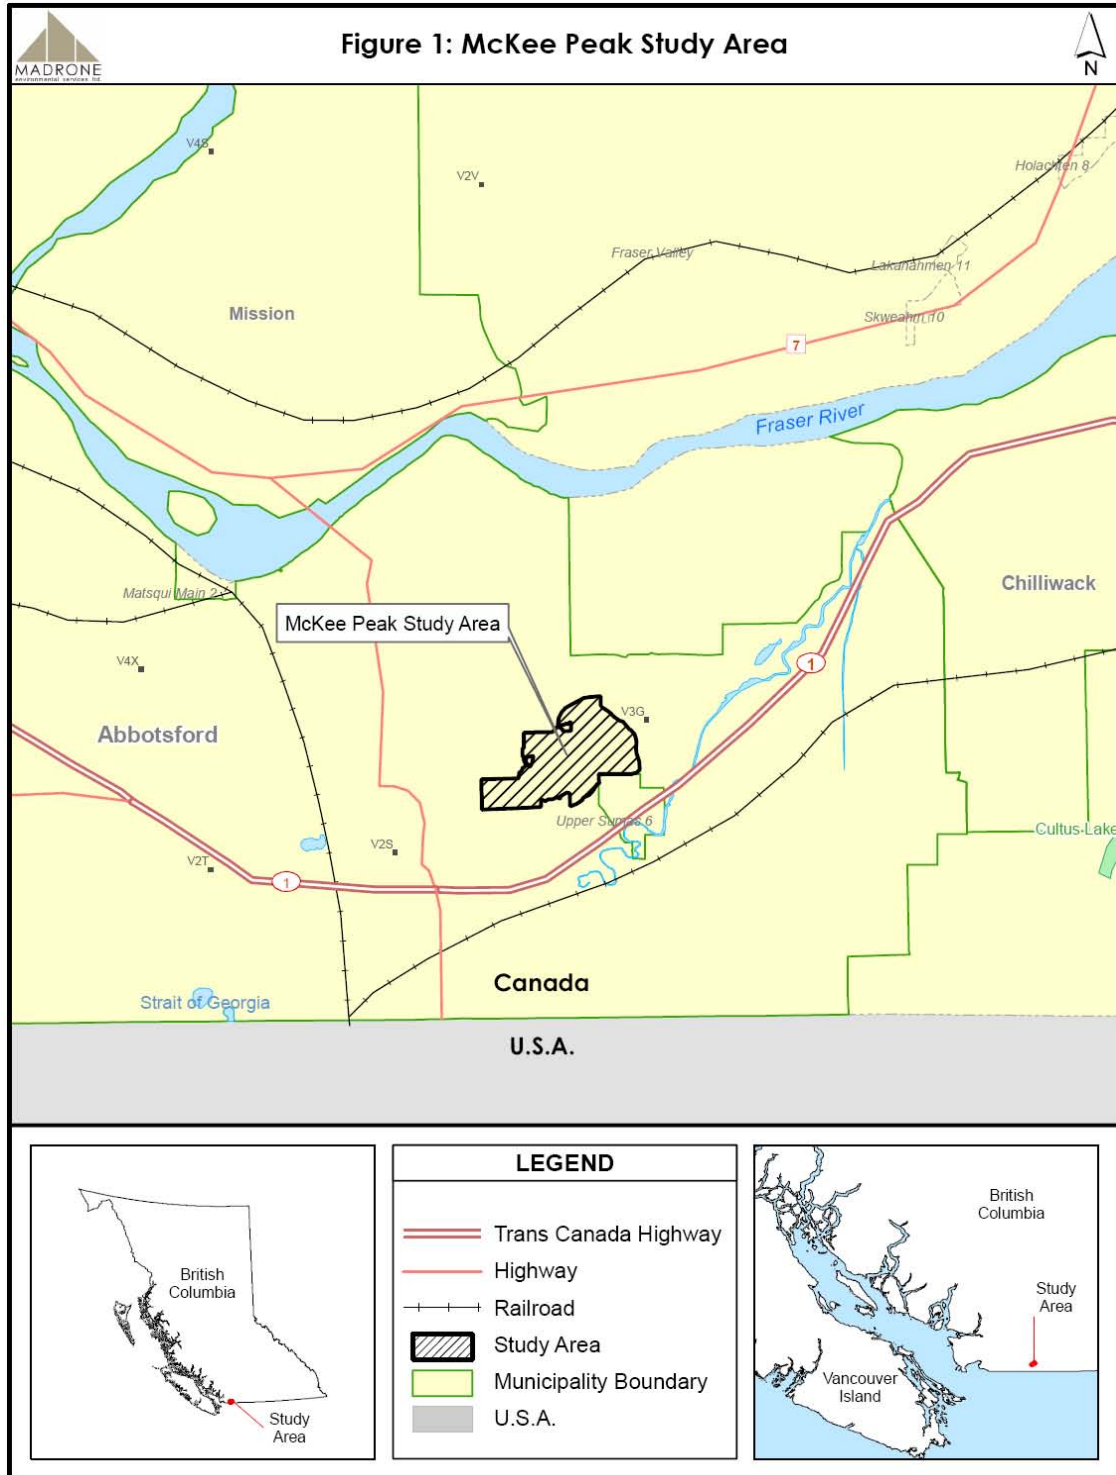 MADRONE
environmental services ltd.
Figure 1: McKee Peak Study Area
N
V4S
V2V
Holachten 8
Fraser Valley
Lakahahmen 11
Mission
Skweahm 10
7
Fraser River
Matsqui Main 2
Chilliwack
McKee Peak Study Area
1
V4X
V3G
Abbotsford
Upper Sumas 6
Cultus Lake
V2S
V2T
1
Canada
Strait of Georgia
U.S.A.
British
Columbia
Study
Area
LEGEND
Trans Canada Highway
Highway
Railroad
Study Area
Municipality Boundary
U.S.A.
British
Columbia
Study
Area
Vancouver
Island